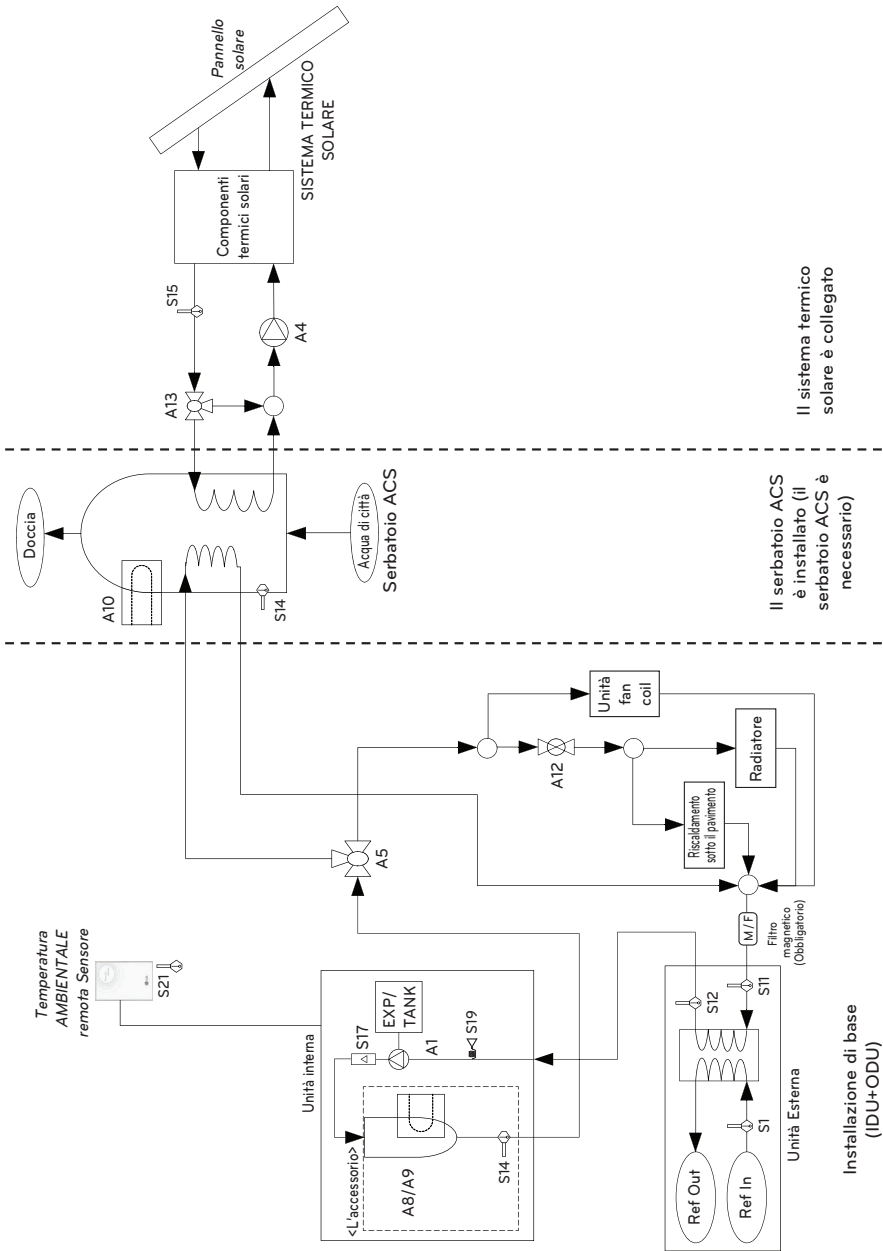 Pannello
solare
SISTEMA TERMICO
SOLARE
Componenti
termici solari
S15
A13
A4
Il sistema termico
solare è collegato
Doccia
A10
S14
Acqua di città
Serbatoio ACS
Il serbatoio ACS
è installato (il
serbatoio ACS è
necessario)
Temperatura
AMBIENTALE
remota Sensore
S21
A5
A12
Unità
fan
coil
Radiatore
Riscaldamento
sotto il pavimento
Unità interna
<L'accessorio>
S17
EXP/
TANK
A1
S19
A8/A9
S14
M / F
Filtro
magnetico
(Obbligatorio)
S12
S11
S1
Ref Out
Ref In
Unità Esterna
Installazione di base
(IDU+ODU)